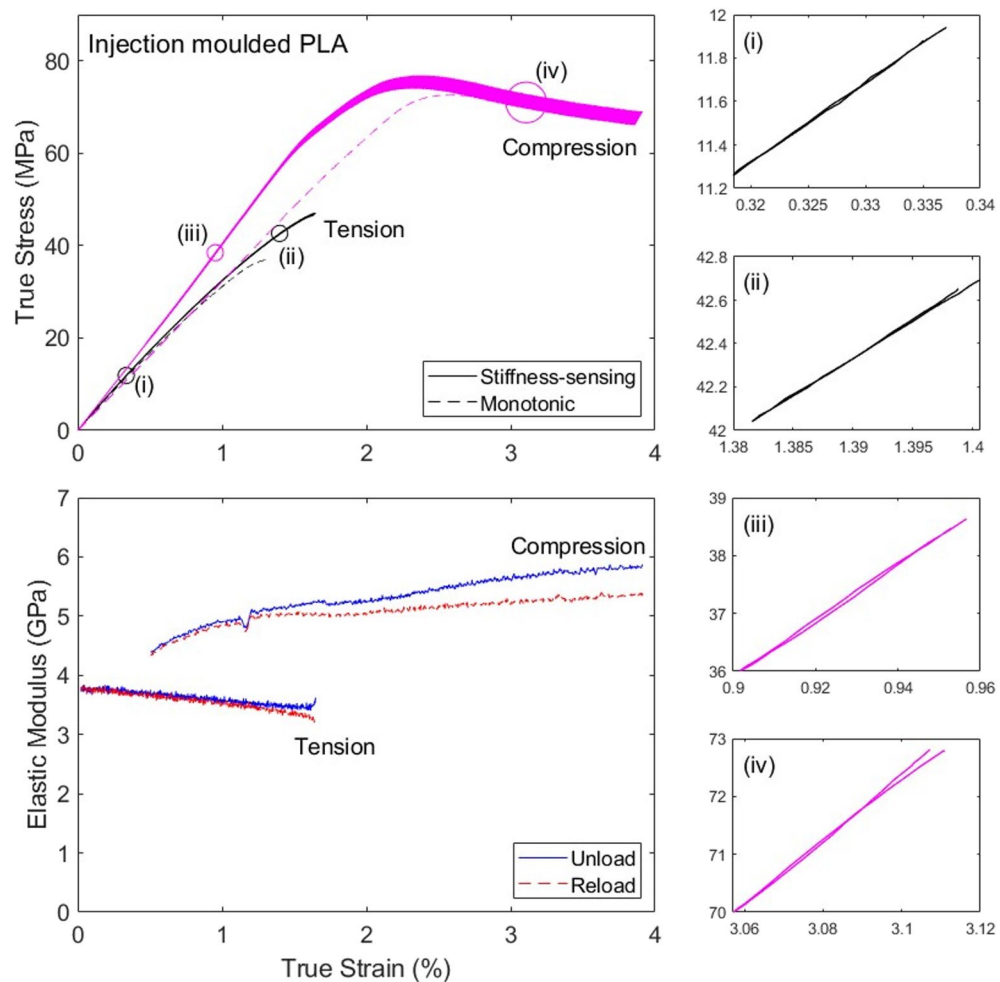 Injection moulded PLA
True Stress (MPa)
80
60
40
20
0
0 1 2 3 4
(iv)
Compression
(iii)
Tension
(ii)
(i)
Stiffness-sensing
Monotonic
(i)
12
11.8
11.6
11.4
11.2
0.32 0.325 0.33 0.335 0.34
(ii)
42.8
42.6
42.4
42.2
42
1.38 1.385 1.39 1.395 1.4
Elastic Modulus (GPa)
7
6
5
4
3
2
1
0
Compression
Tension
Unload
Reload
0 1 2 3 4
True Strain (%)
(iii)
39
38
37
36
0.9 0.92 0.94 0.96
(iv)
73
72
71
70
3.06 3.08 3.1 3.12